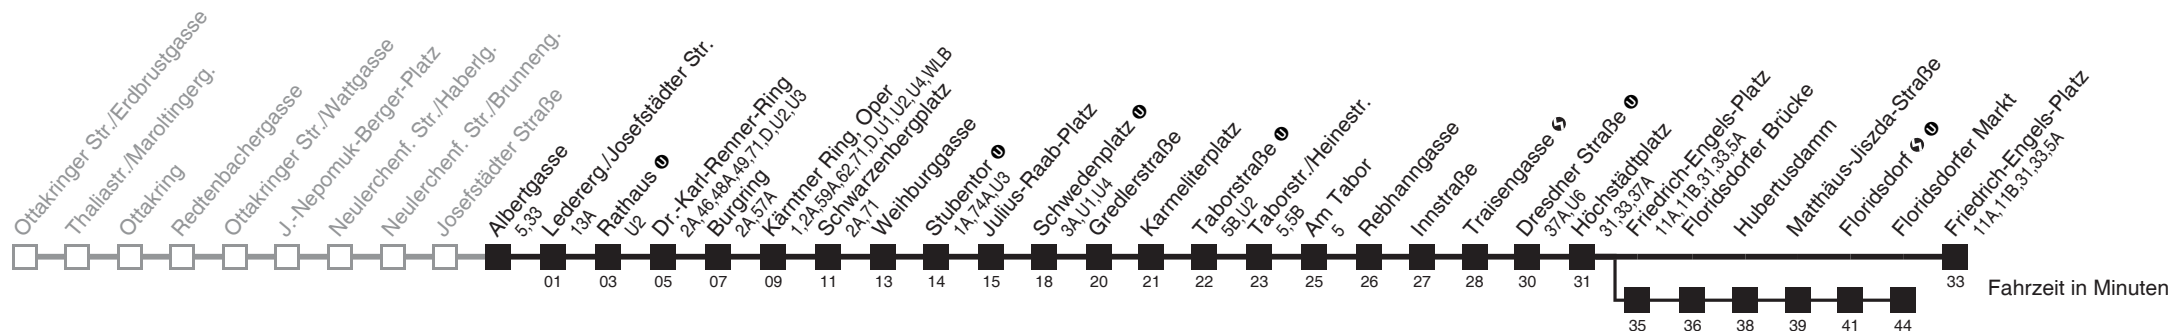 Ottakringer Str./Erdbrustgasse
Thaliastr./Maroltingerg.
Ottakring
Redtenbachergasse
Ottakringer Str./Wattgasse
J.-Nepomuk-Berger-Platz
Neulerchenf. Str./Haberlg.
Neulerchenf. Str./Brunneng.
Josefstädter Straße
Albertgasse
5,33
Ledererg./Josefstädter Str.
13A
Rathaus U
U2
Dr.-Karl-Renner-Ring
2A,46,48A,49,71,D,U2,U3
Burgring
2A,57A
Kärntner Ring, Oper
1,2A,59A,62,71,D,U1,U2,U4,WLB
Schwarzenbergplatz
2A,71
Weihburggasse
Stubentor U
1A,74A,U3
Julius-Raab-Platz
Schwedenplatz U
3A,U1,U4
Gredlerstraße
Karmeliterplatz
Taborstraße U
5B,U2
Taborstr./Heinestr.
5,5B
Am Tabor
5
Rebhanngasse
Innstraße
Traisengasse S
Dresdner Straße U
37A,U6
Höchstädtplatz
31,33,37A
Friedrich-Engels-Platz
11A,11B,31,33,5A
Floridsdorfer Brücke
Hubertusdamm
Matthäus-Jiszda-Straße
Floridsdorf S U
Floridsdorfer Markt
Friedrich-Engels-Platz
11A,11B,31,33,5A
01 03 05 07 09 11 13 14 15 18 20 21 22 23 25 26 27 28 30 31 33
Fahrzeit in Minuten
35 36 38 39 41 44